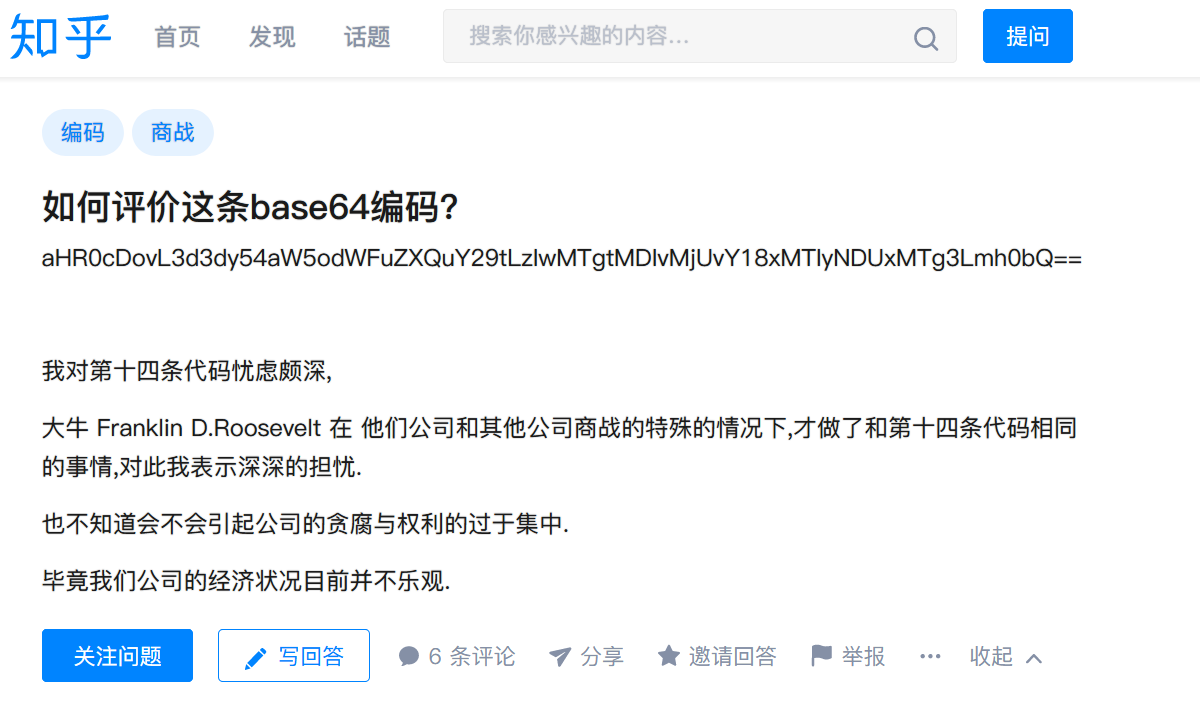 知乎 首页 发现 话题 搜索你感兴趣的内容... 提问
编码 商战
如何评价这条base64编码?
aHR0cDovL3d3dy54aW5odWFuZXQuY29tLzIwMTgtMDIvMjUvY18xMTIyNDUxMTg3Lmh0bQ==
我对第十四条代码忧虑颇深,
大牛 Franklin D.Roosevelt 在 他们公司和其他公司商战的特殊的情况下,才做了和第十四条代码相同
的事情,对此我表示深深的担忧.
也不知道会不会引起公司的贪腐与权利的过于集中.
毕竟我们公司的经济状况目前并不乐观.
关注问题 写回答 6 条评论 分享 邀请回答 举报 ... 收起